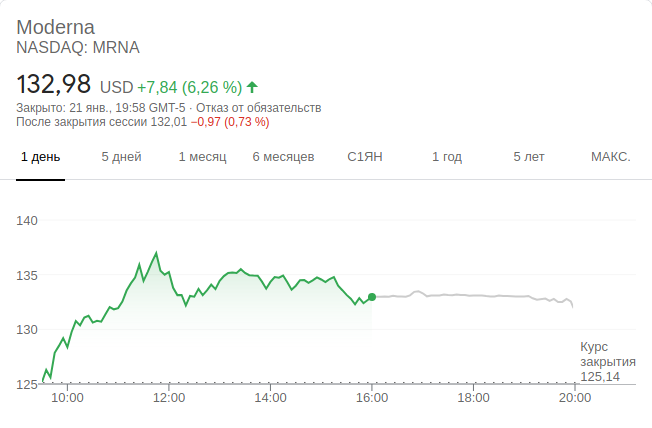 Moderna
NASDAQ: MRNA
132,98 USD +7,84 (6,26 %)
Закрыто: 21 янв., 19:58 GMT-5 · Отказ от обязательств
После закрытия сессии 132,01 −0,97 (0,73 %)
1 день 5 дней 1 месяц 6 месяцев С1ЯН 1 год 5 лет МАКС.
140
135
130
Курс
закрытия
125,14
125
10:00 12:00 14:00 16:00 18:00 20:00